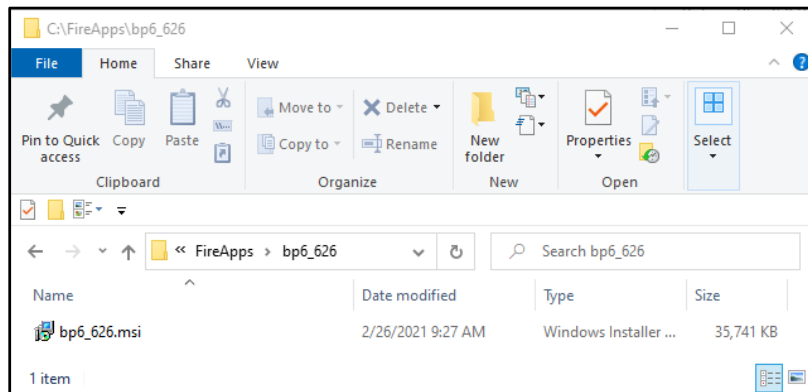 C:\FireApps\bp6_626
File Home Share View
Pin to Quick access
Copy
Paste
Move to
Copy to
Delete
Rename
New folder
Properties
Select
Clipboard Organize New Open
« FireApps > bp6_626
Search bp6_626
Name Date modified Type Size
bp6_626.msi 2/26/2021 9:27 AM Windows Installer ... 35,741 KB
1 item